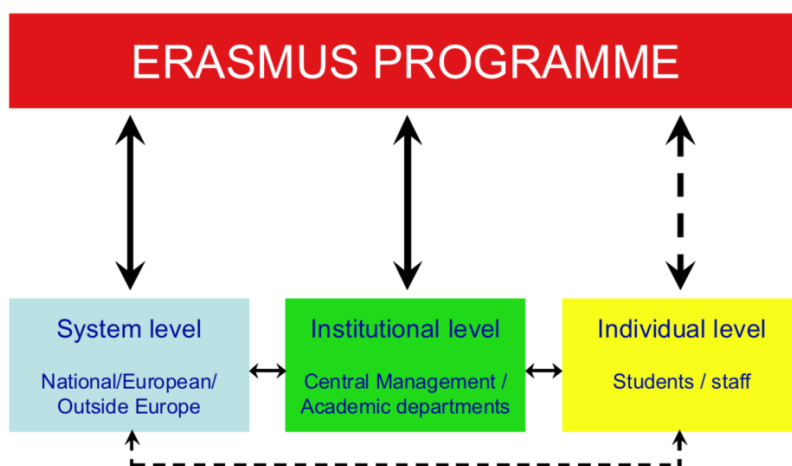 ERASMUS PROGRAMME
System level
National/European/
Outside Europe
Institutional level
Central Management /
Academic departments
Individual level
Students / staff